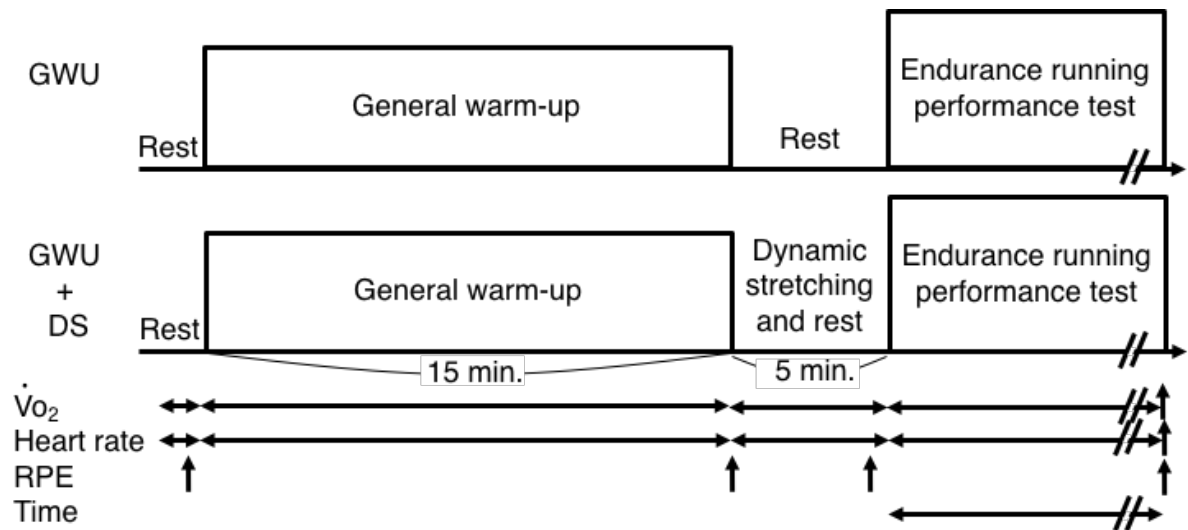 GWU
Rest
General warm-up
Rest
Endurance running
performance test
GWU
+
DS
Rest
General warm-up
Dynamic
stretching
and rest
Endurance running
performance test
15 min.
5 min.
V̇o₂
Heart rate
RPE
Time